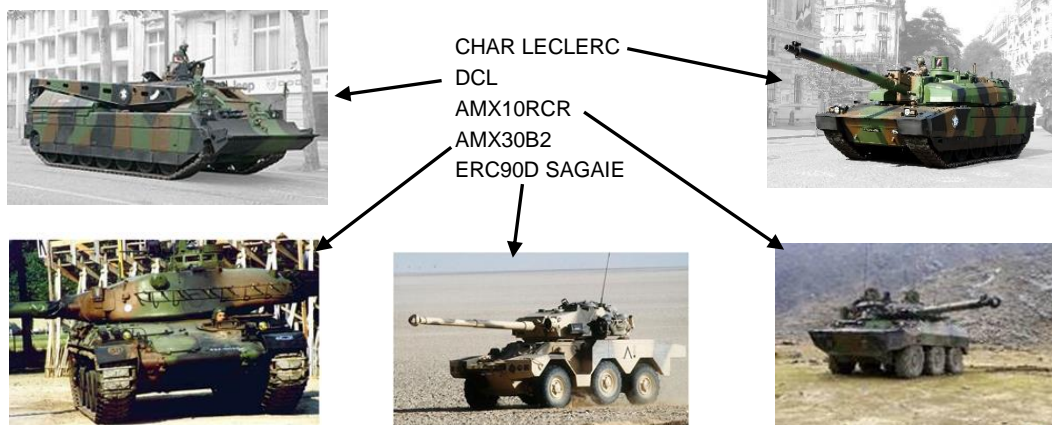 CHAR LECLERC
DCL
AMX10RCR
AMX30B2
ERC90D SAGAIE